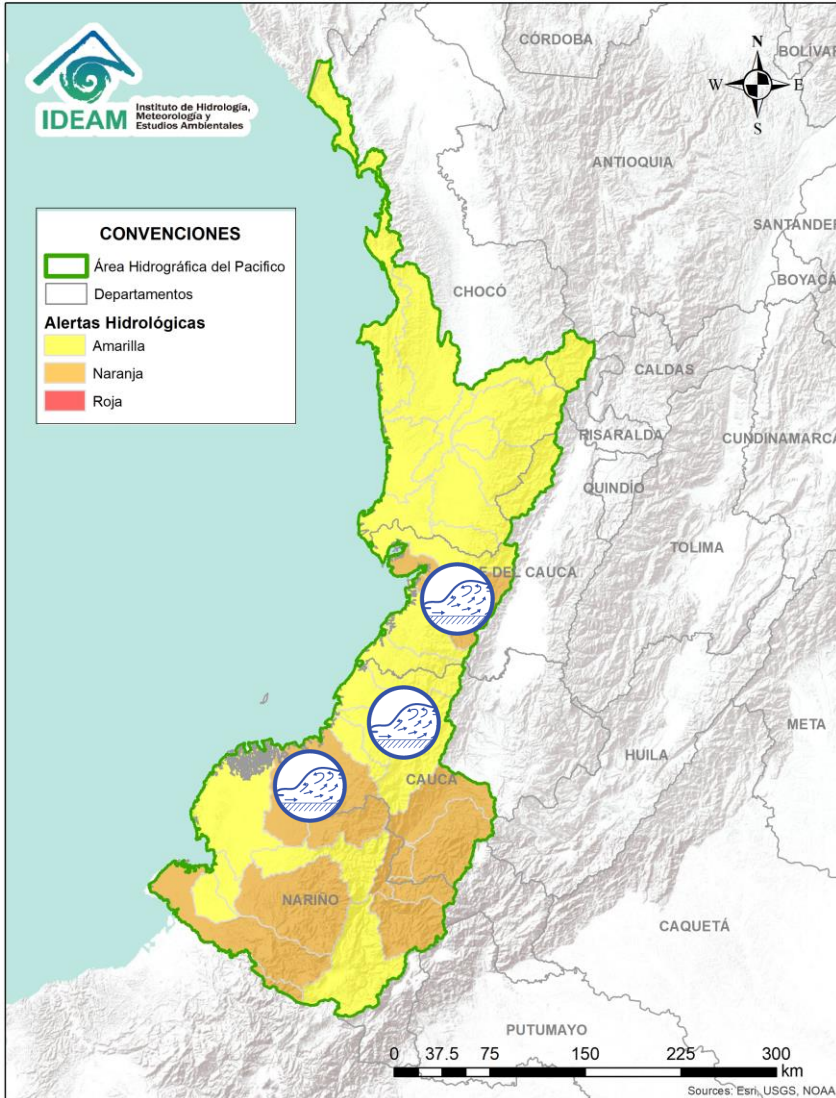 IDEAM
Instituto de Hidrología,
Meteorología y
Estudios Ambientales
N
W
E
S
CÓRDOBA
BOLÍVAR
ANTIOQUIA
SANTANDER
BOYACÁ
CONVENCIONES
Área Hidrográfica del Pacifico
Departamentos
Alertas Hidrológicas
Amarilla
Naranja
Roja
CHOCÓ
CALDAS
RISARALDA
CUNDINAMARCA
QUINDÍO
TOLIMA
E DEL CAUCA
META
HUILA
CAUCA
NARIÑO
CAQUETÁ
PUTUMAYO
0 37.5 75 150 225 300
km
Sources: Esri, USGS, NOAA